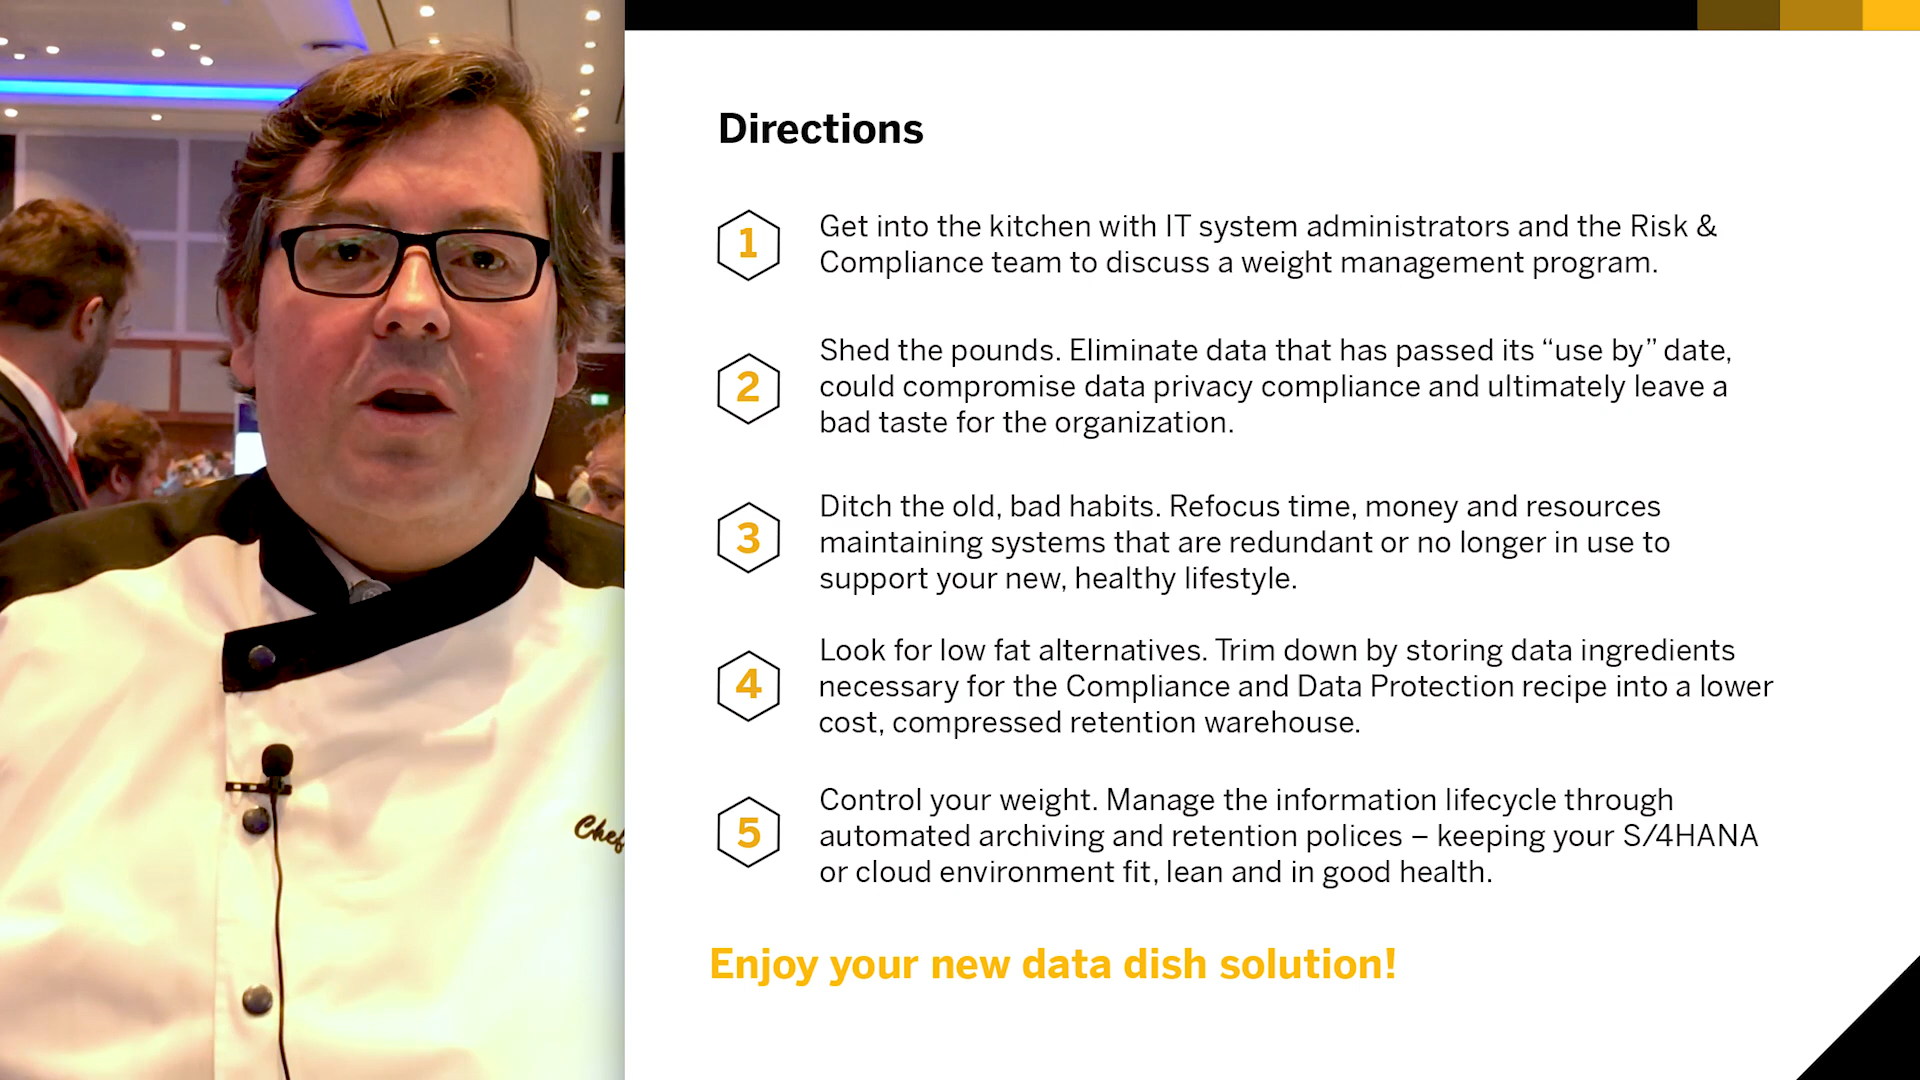 Directions
1
Get into the kitchen with IT system administrators and the Risk &
Compliance team to discuss a weight management program.
2
Shed the pounds. Eliminate data that has passed its “use by” date,
could compromise data privacy compliance and ultimately leave a
bad taste for the organization.
3
Ditch the old, bad habits. Refocus time, money and resources
maintaining systems that are redundant or no longer in use to
support your new, healthy lifestyle.
4
Look for low fat alternatives. Trim down by storing data ingredients
necessary for the Compliance and Data Protection recipe into a lower
cost, compressed retention warehouse.
5
Control your weight. Manage the information lifecycle through
automated archiving and retention polices – keeping your S/4HANA
or cloud environment fit, lean and in good health.
Enjoy your new data dish solution!
Chef